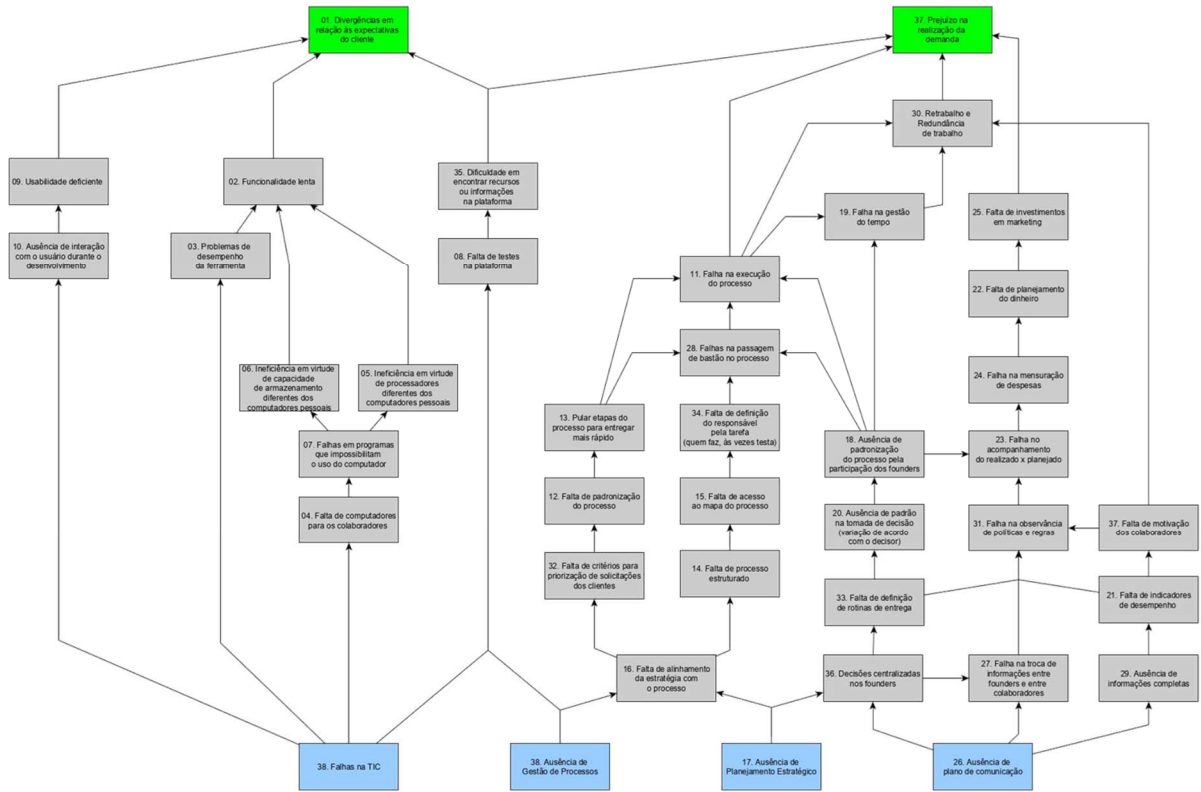 01. Divergências em
relação às expectativas
do cliente
37. Prejuízo na
realização da
demanda
30. Retrabalho e
Redundância
de trabalho
09. Usabilidade deficiente
02. Funcionalidade lenta
35. Dificuldade em
encontrar recursos
ou informações
na plataforma
19. Falha na gestão
do tempo
25. Falta de investimentos
em marketing
10. Ausência de interação
com o usuário durante o
desenvolvimento
03. Problemas de
desempenho
da ferramenta
08. Falta de testes
na plataforma
11. Falha na execução
do processo
22. Falta de planejamento
do dinheiro
28. Falhas na passagem
de bastão no processo
24. Falha na mensuração
de despesas
06. Ineficiência em virtude
de capacidade
de armazenamento
diferentes dos
computadores pessoais
05. Ineficiência em virtude
de processadores
diferentes dos
computadores pessoais
13. Pular etapas do
processo para entregar
mais rápido
34. Falta de definição
do responsável
pela tarefa
(quem faz, às vezes testa)
18. Ausência de
padronização
do processo pela
participação dos founders
23. Falha no
acompanhamento
do realizado x planejado
07. Falhas em programas
que impossibilitam
o uso do computador
12. Falta de padronização
do processo
15. Falta de acesso
ao mapa do processo
20. Ausência de padrão
na tomada de decisão
(variação de acordo
com o decisor)
31. Falha na observância
de políticas e regras
37. Falta de motivação
dos colaboradores
04. Falta de computadores
para os colaboradores
32. Falta de critérios para
priorização de solicitações
dos clientes
14. Falta de processo
estruturado
33. Falta de definição
de rotinas de entrega
21. Falta de indicadores
de desempenho
16. Falta de alinhamento
da estratégia com
o processo
36. Decisões centralizadas
nos founders
27. Falha na troca de
informações entre
founders e entre
colaboradores
29. Ausência de
informações completas
38. Falhas na TIC
38. Ausência de
Gestão de Processos
17. Ausência de
Planejamento Estratégico
26. Ausência de
plano de comunicação